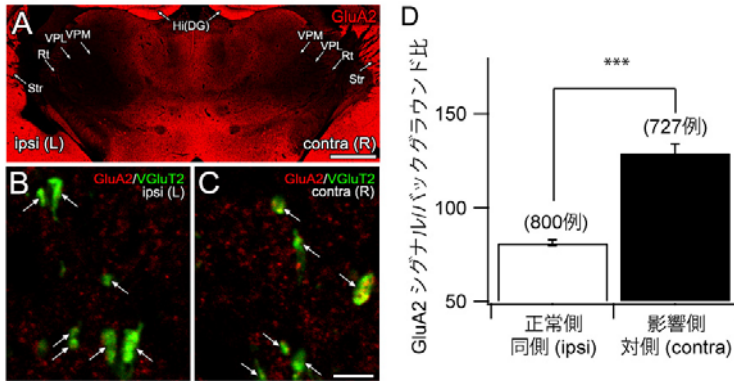 A
GluA2
Hi(DG)
VPL
VPM
Rt
Str
VPM
VPL
Rt
Str
ipsi (L)
contra (R)
B
GluA2/VGluT2
ipsi (L)
C
GluA2/VGluT2
contra (R)
D
GluA2 シグナル/バックグラウンド比
150
100
50
***
(727例)
(800例)
正常側
同側 (ipsi)
影響側
対側 (contra)